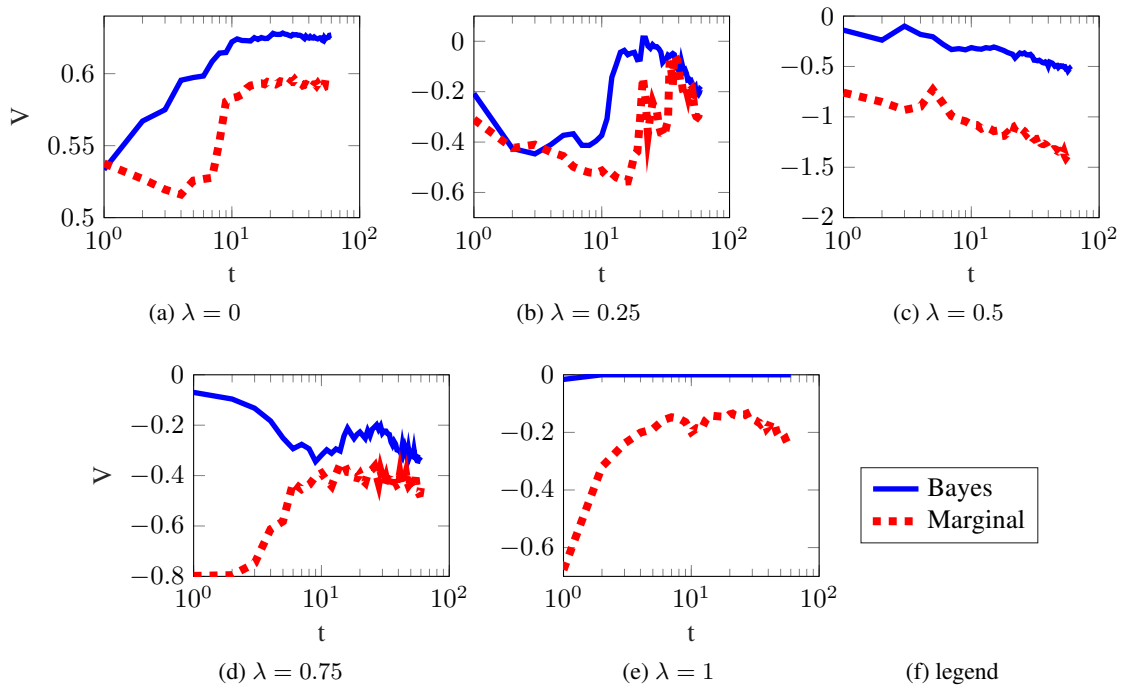 0.6
0.55
0.5
V
10^0 10^1 10^2
t
(a) λ = 0
0
−0.2
−0.4
−0.6
10^0 10^1 10^2
t
(b) λ = 0.25
0
−0.5
−1
−1.5
−2
10^0 10^1 10^2
t
(c) λ = 0.5
0
−0.2
−0.4
−0.6
−0.8
V
10^0 10^1 10^2
t
(d) λ = 0.75
0
−0.2
−0.4
−0.6
10^0 10^1 10^2
t
(e) λ = 1
Bayes
Marginal
(f) legend